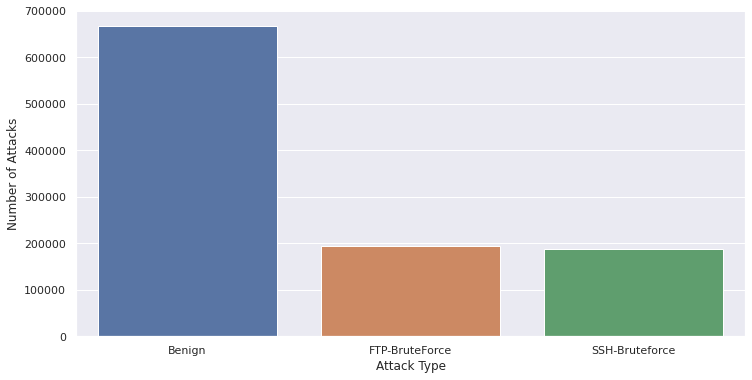 700000
600000
500000
400000
300000
200000
100000
0
Number of Attacks
Benign
FTP-BruteForce
SSH-Bruteforce
Attack Type